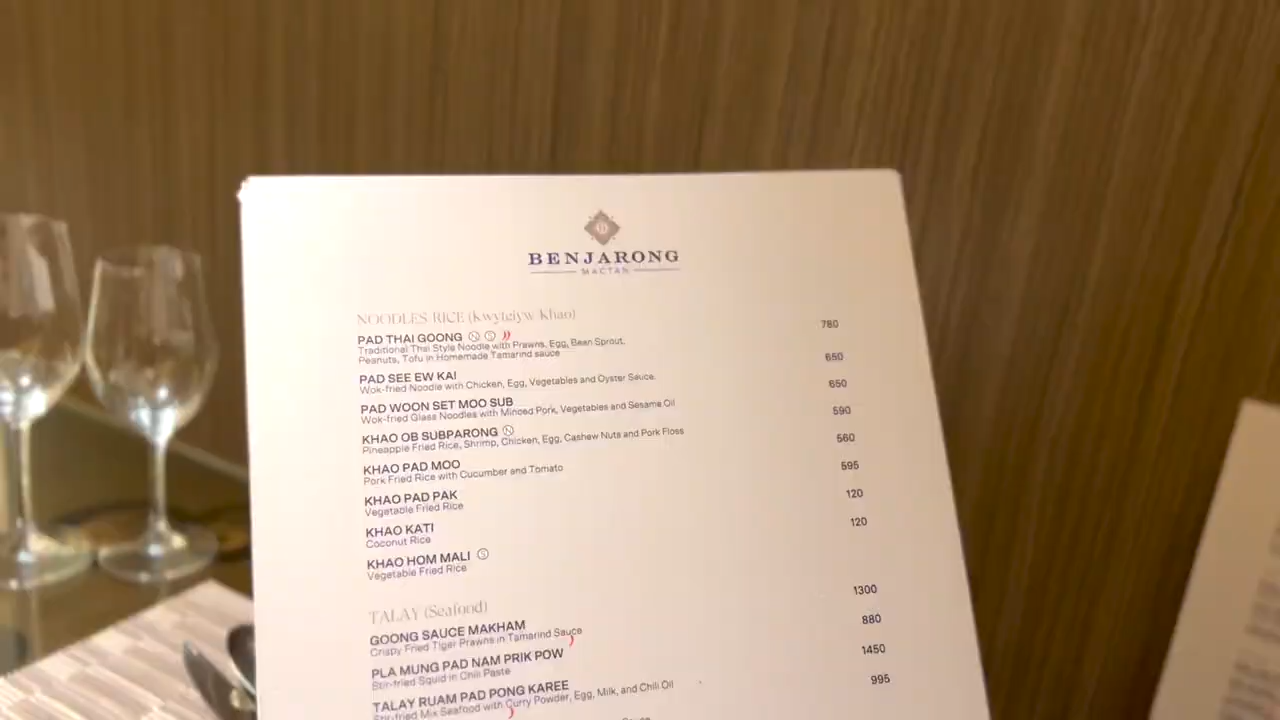 BENJARONG
MACTAN
NOODLES RICE (Kwyteiyw Khao)
PAD THAI GOONG N S 780
Traditional Thai Style Noodle with Prawns, Egg, Bean Sprout,
Peanuts, Tofu in Homemade Tamarind sauce
PAD SEE EW KAI 650
Wok-fried Noodle with Chicken, Egg, Vegetables and Oyster Sauce.
PAD WOON SET MOO SUB 650
Wok-fried Glass Noodles with Minced Pork, Vegetables and Sesame Oil
KHAO OB SUBPARONG N 590
Pineapple Fried Rice, Shrimp, Chicken, Egg, Cashew Nuts and Pork Floss
KHAO PAD MOO 560
Pork Fried Rice with Cucumber and Tomato
KHAO PAD PAK 595
Vegetable Fried Rice
KHAO KATI 120
Coconut Rice
KHAO HOM MALI S 120
Vegetable Fried Rice
TALAY (Seafood)
GOONG SAUCE MAKHAM 1300
Crispy Fried Tiger Prawns in Tamarind Sauce
PLA MUNG PAD NAM PRIK POW 880
Stir-fried Squid in Chili Paste
TALAY RUAM PAD PONG KAREE 1450
Stir-fried Mix Seafood with Curry Powder, Egg, Milk, and Chili Oil
995